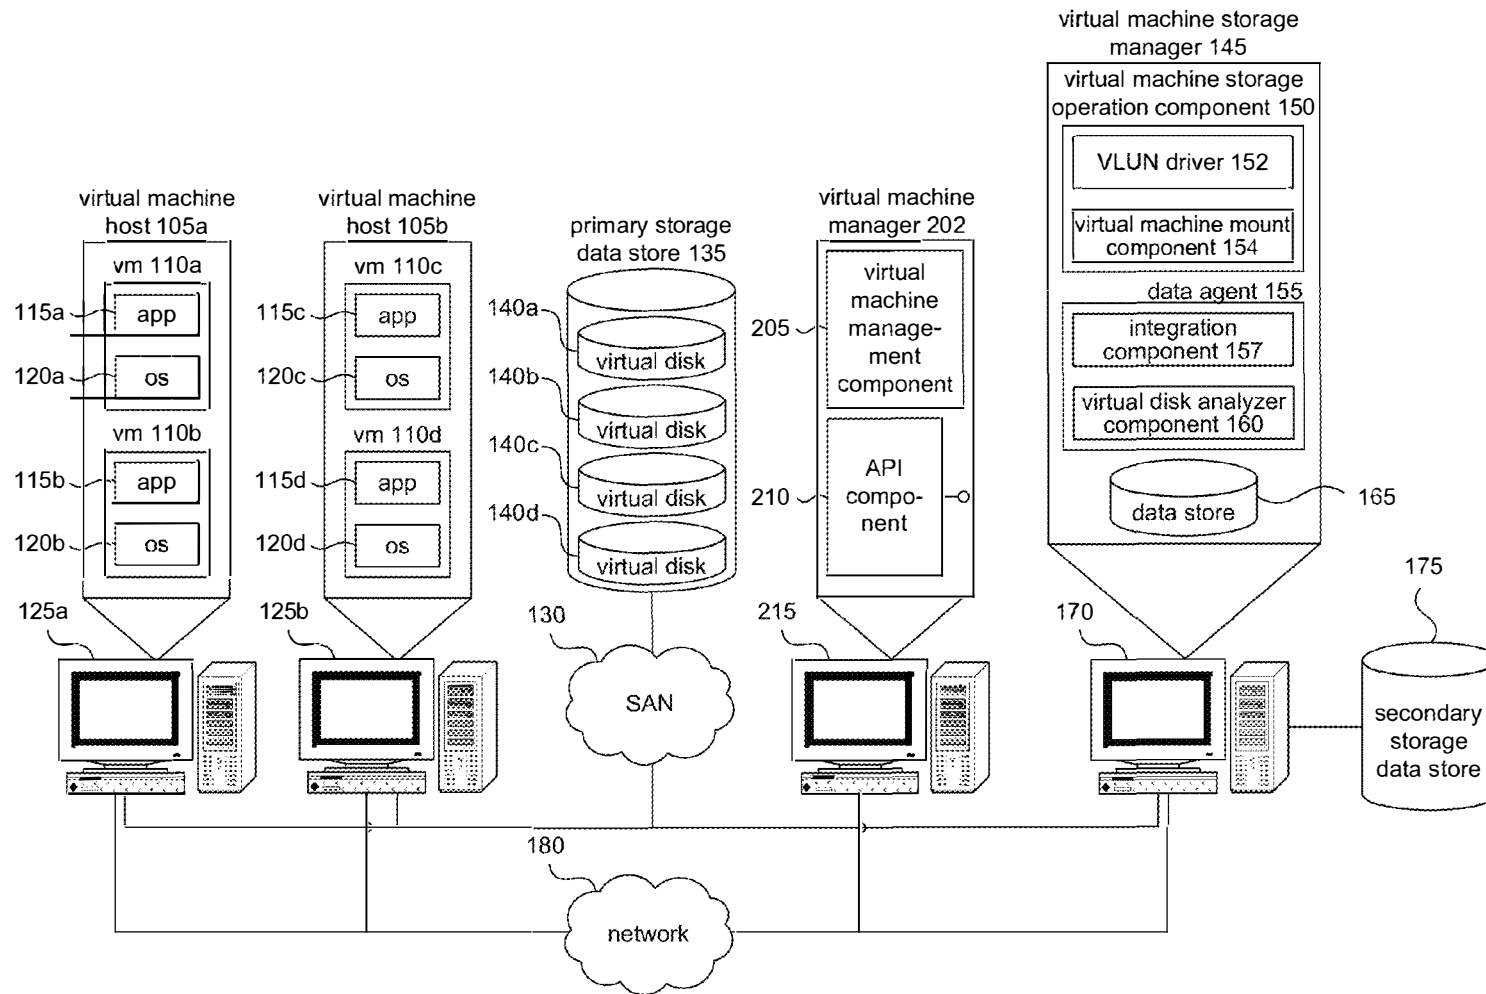 virtual machine storage
manager 145
virtual machine storage
operation component 150
VLUN driver 152
virtual machine mount
component 154
data agent 155
integration
component 157
virtual disk analyzer
component 160
data store
165
virtual machine
host 105a
vm 110a
115a
app
120a
os
vm 110b
115b
app
120b
os
125a
virtual machine
host 105b
vm 110c
115c
app
120c
os
vm 110d
115d
app
120d
os
125b
primary storage
data store 135
140a
virtual disk
140b
virtual disk
140c
virtual disk
140d
virtual disk
130
SAN
virtual machine
manager 202
205
virtual
machine
manage-
ment
component
210
API
compo-
nent
215
170
175
secondary
storage
data store
180
network